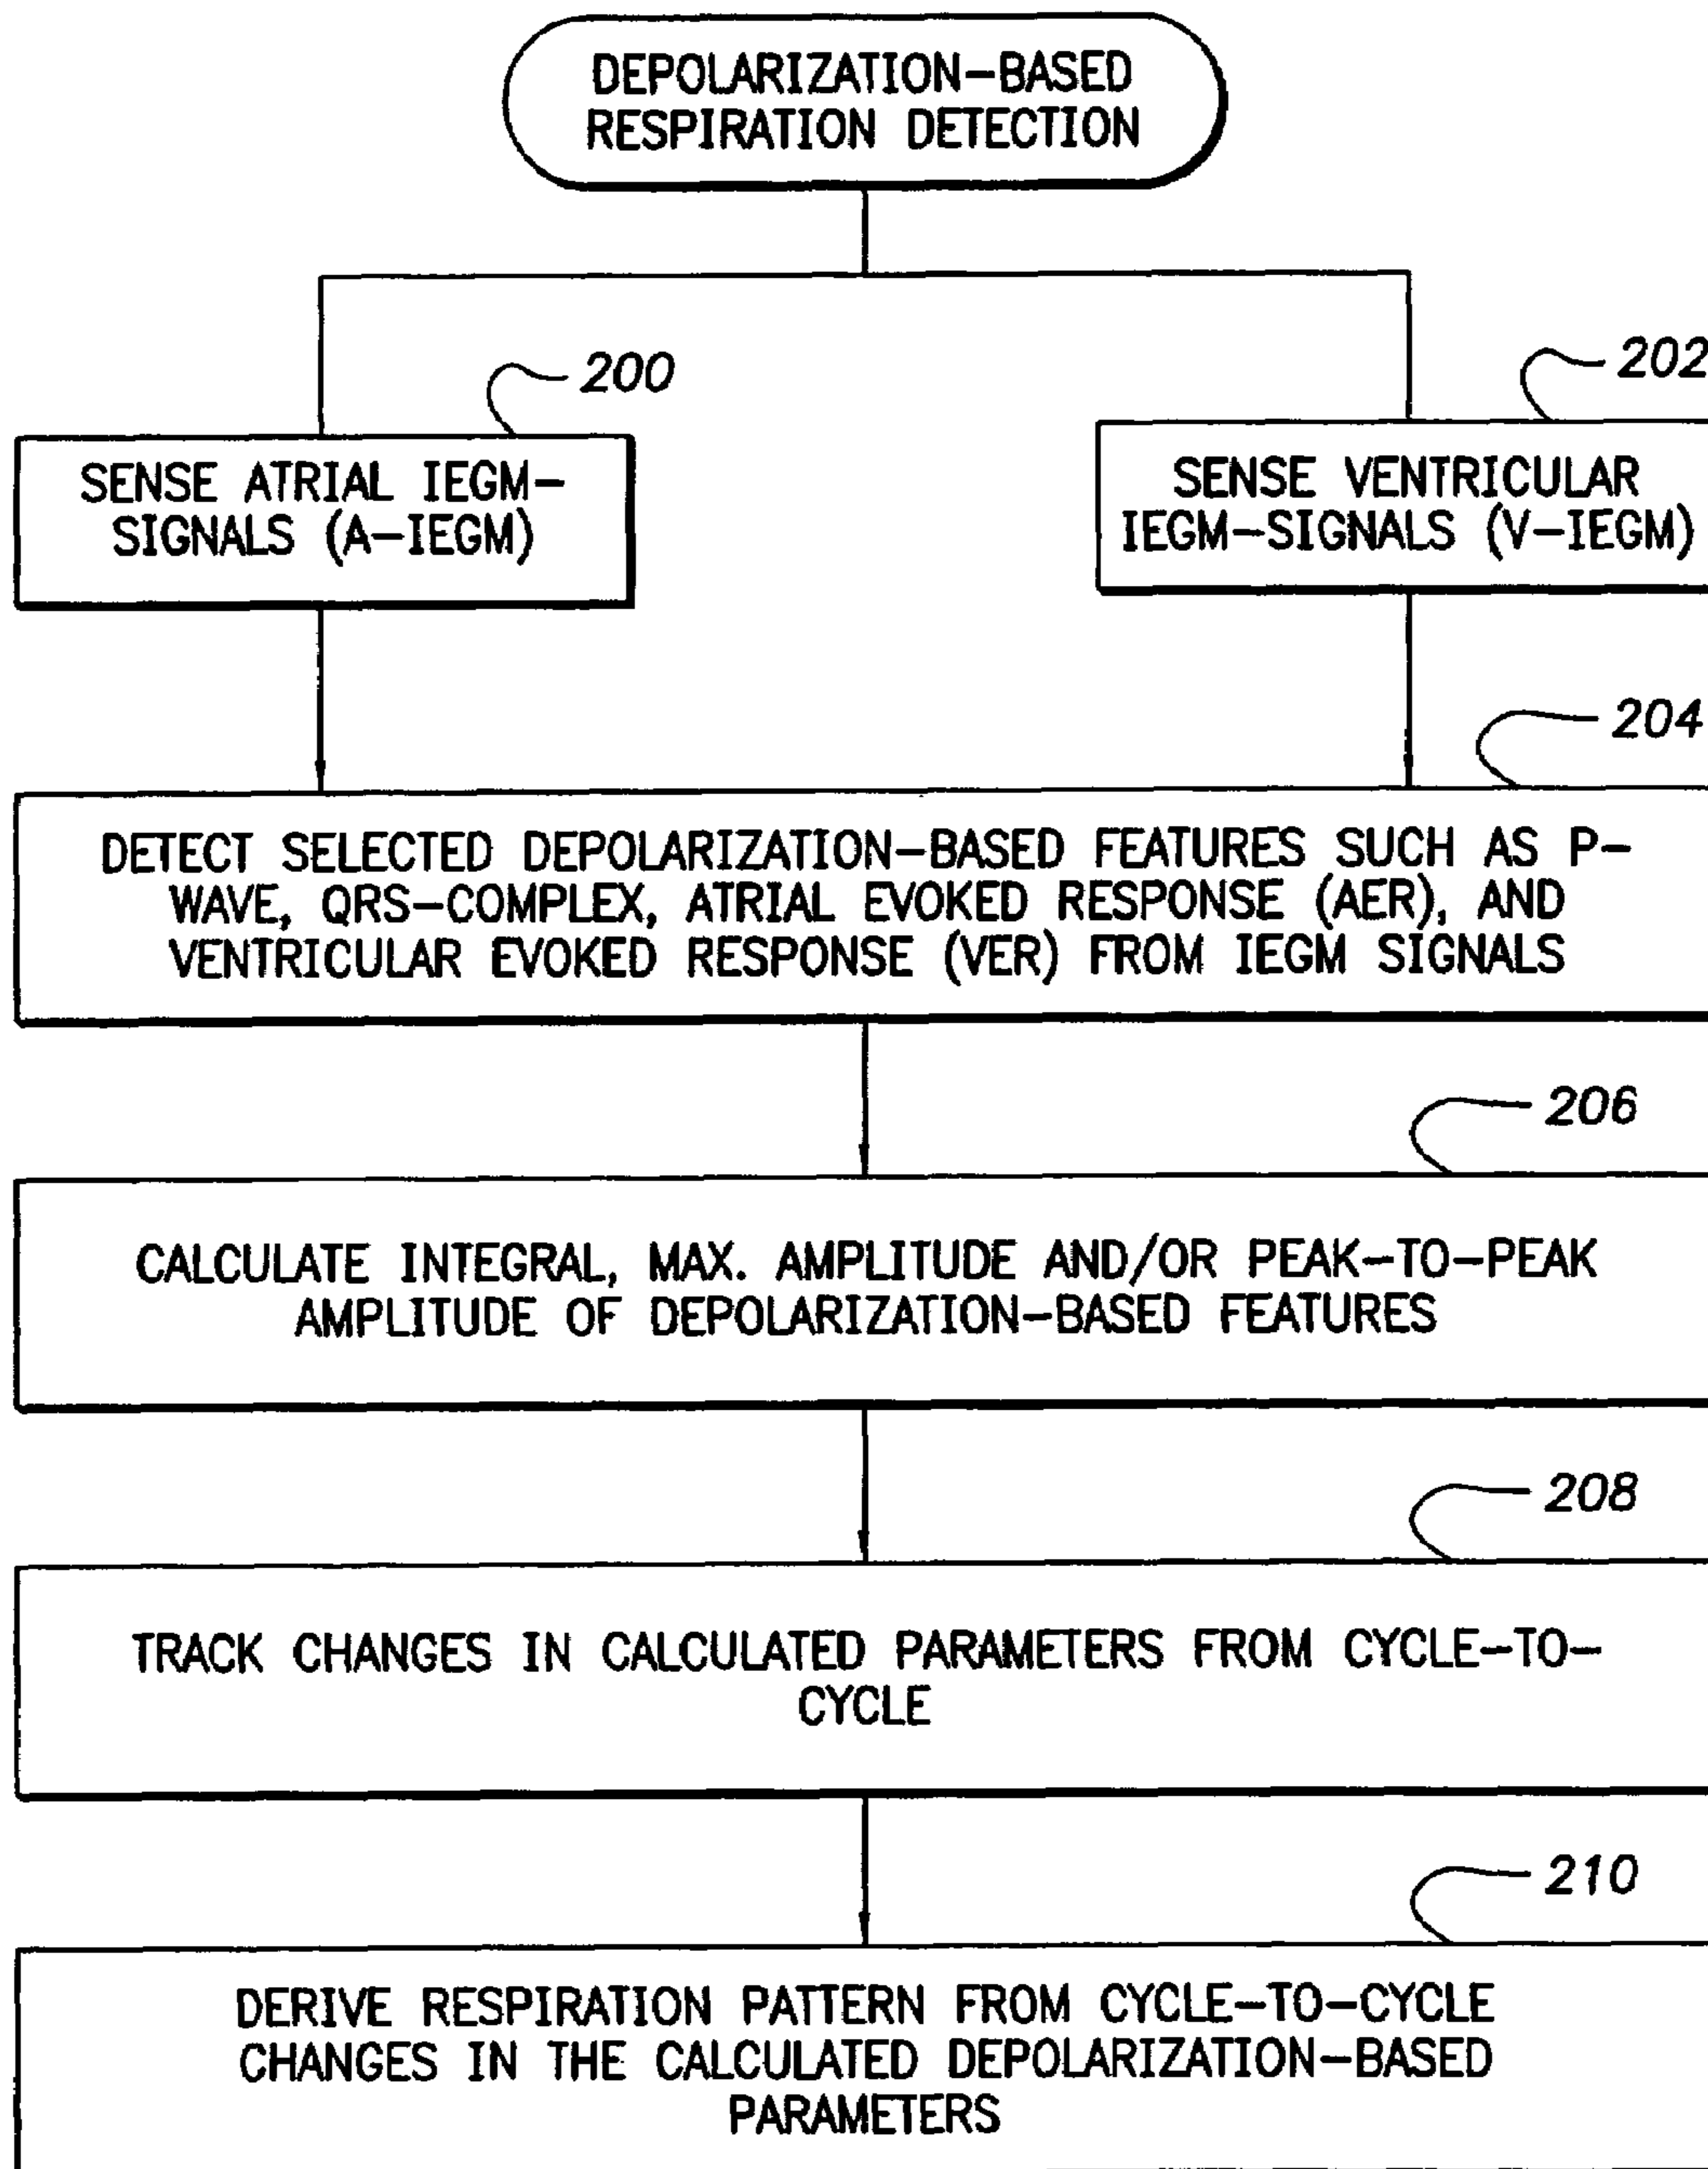 DEPOLARIZATION-BASED
RESPIRATION DETECTION
200
202
SENSE ATRIAL IEGM-
SIGNALS (A-IEGM)
SENSE VENTRICULAR
IEGM-SIGNALS (V-IEGM)
204
DETECT SELECTED DEPOLARIZATION-BASED FEATURES SUCH AS P-
WAVE, QRS-COMPLEX, ATRIAL EVOKED RESPONSE (AER), AND
VENTRICULAR EVOKED RESPONSE (VER) FROM IEGM SIGNALS
206
CALCULATE INTEGRAL, MAX. AMPLITUDE AND/OR PEAK-TO-PEAK
AMPLITUDE OF DEPOLARIZATION-BASED FEATURES
208
TRACK CHANGES IN CALCULATED PARAMETERS FROM CYCLE-TO-
CYCLE
210
DERIVE RESPIRATION PATTERN FROM CYCLE-TO-CYCLE
CHANGES IN THE CALCULATED DEPOLARIZATION-BASED
PARAMETERS